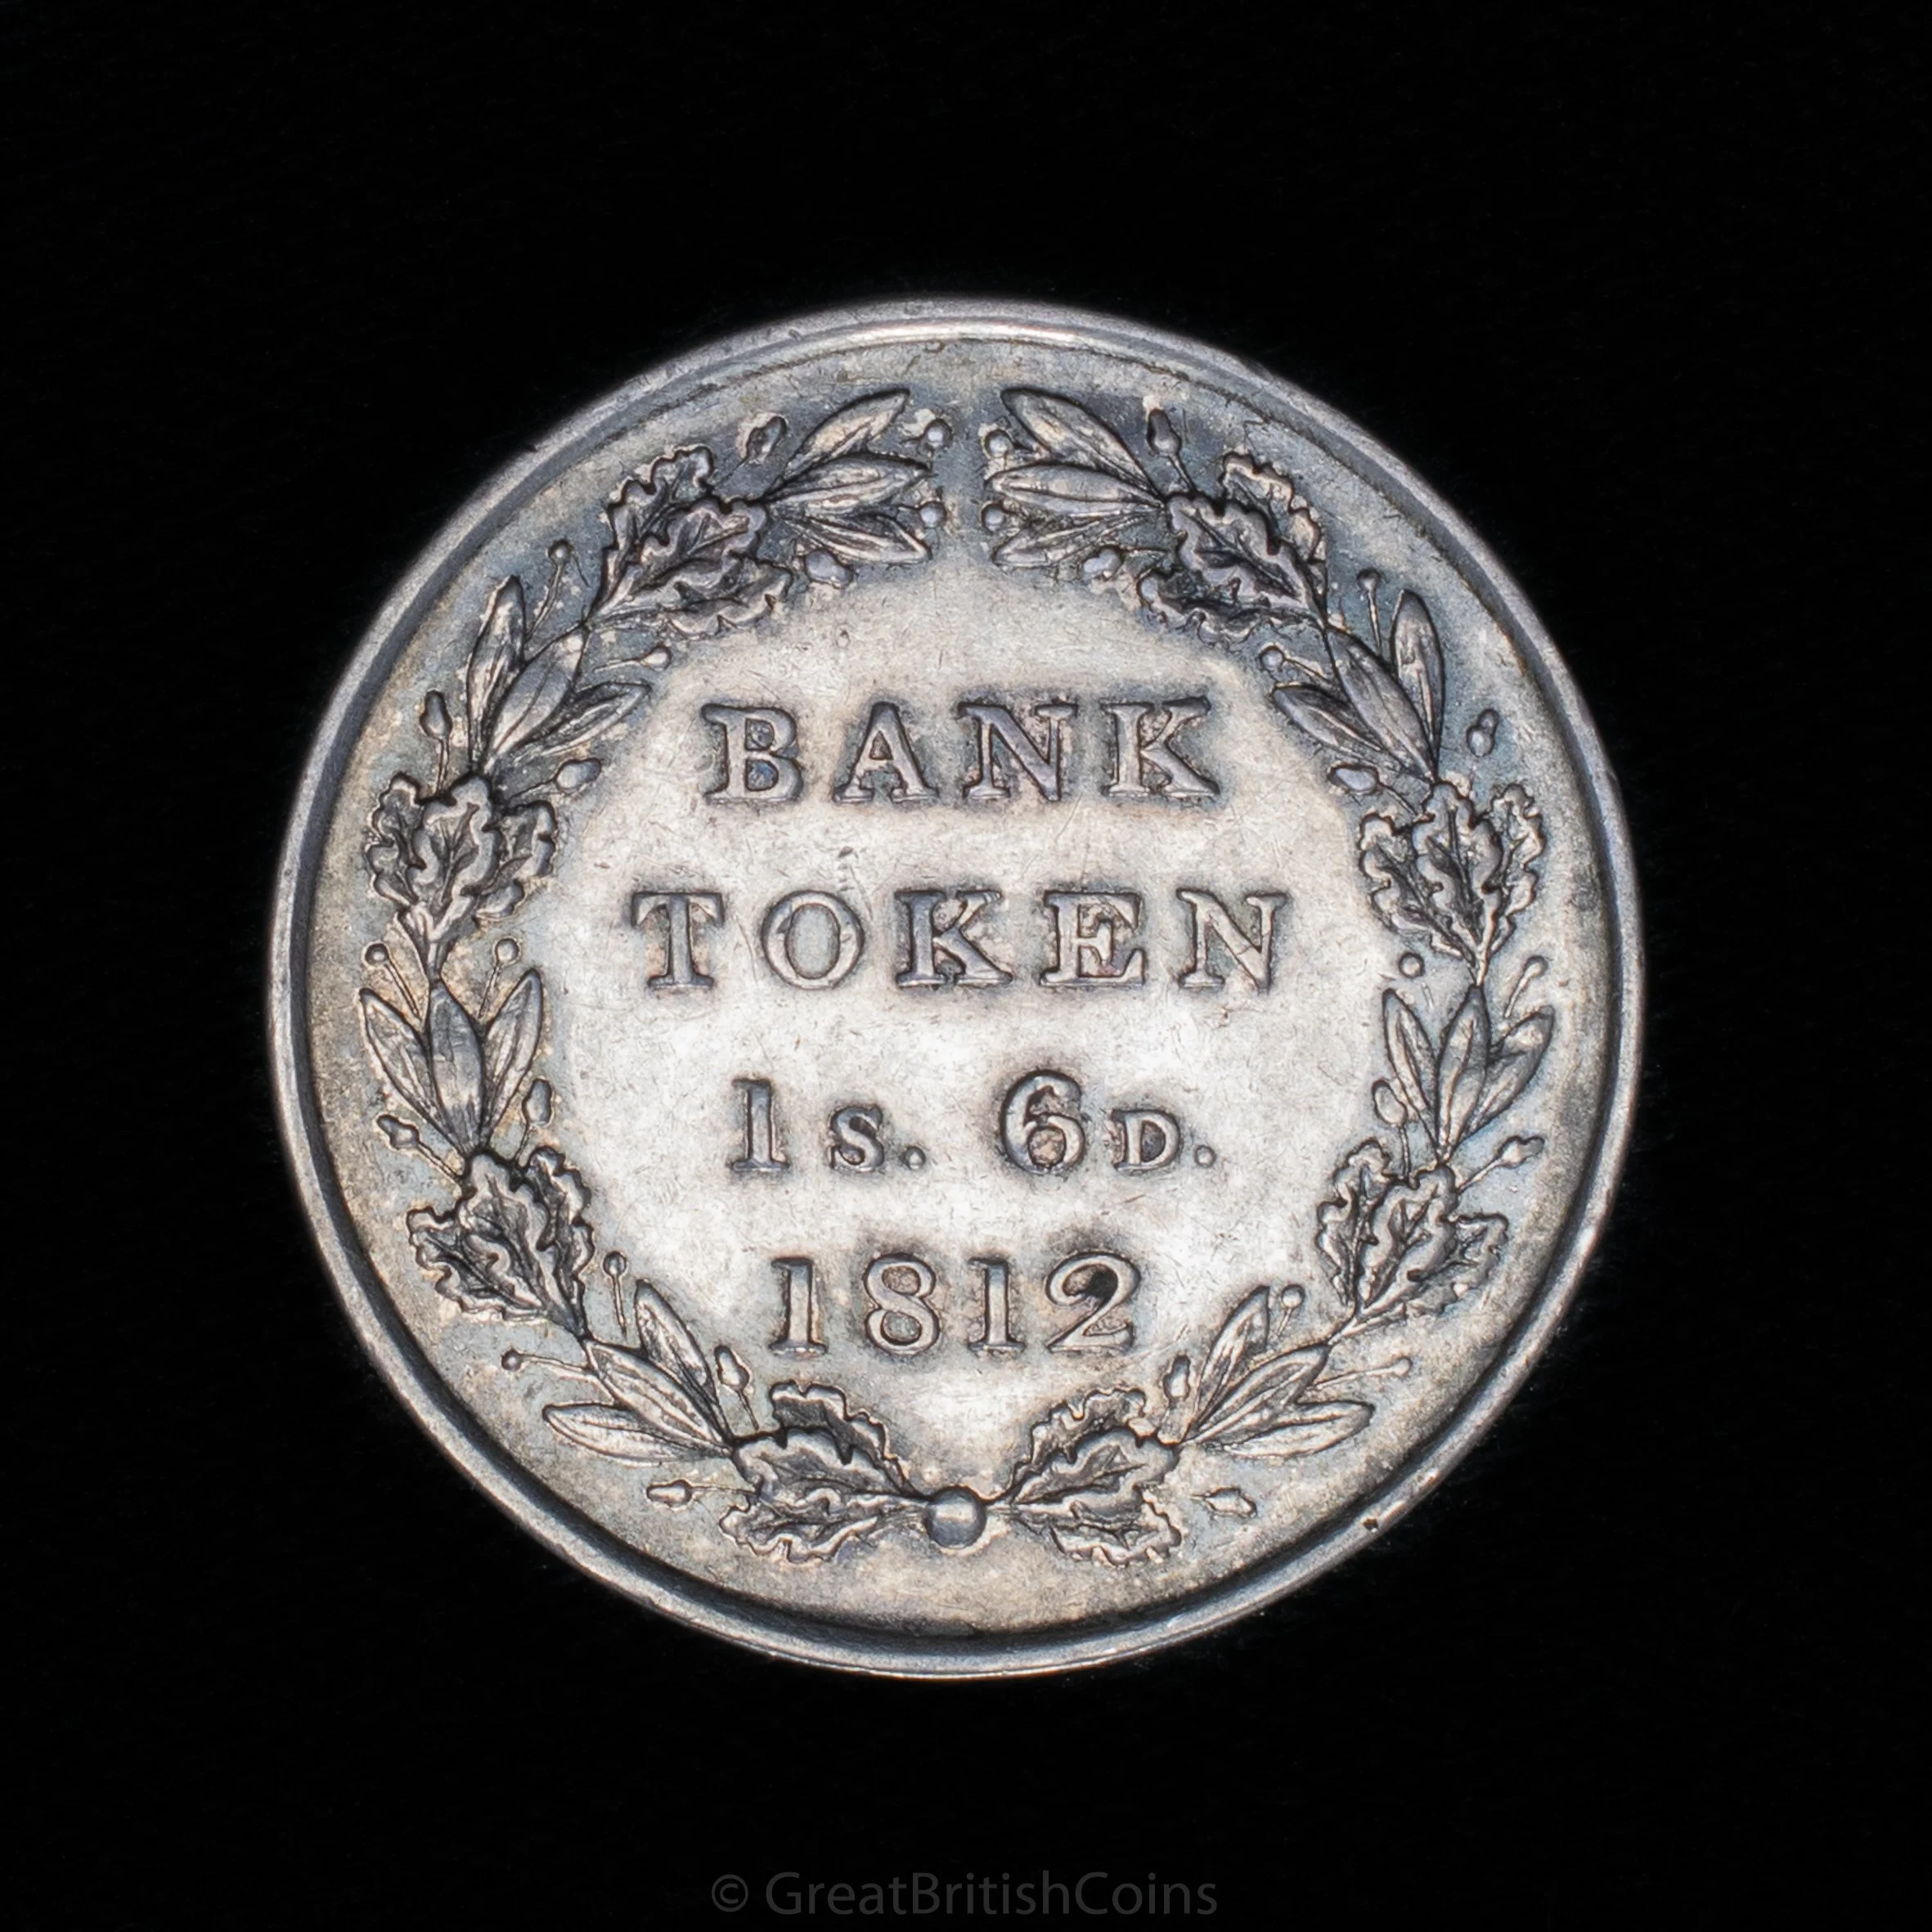 BANK
TOKEN
1s. 6D.
1812
© GreatBritishCoins